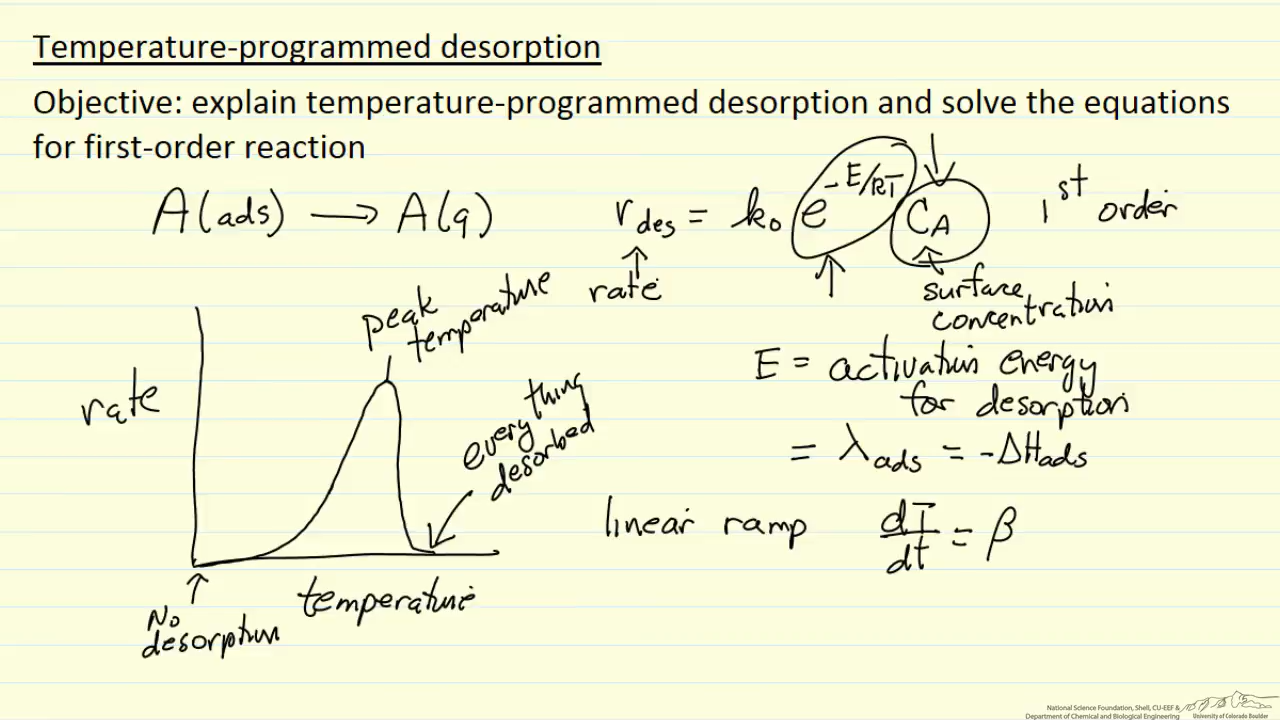 Temperature-programmed desorption
Objective: explain temperature-programmed desorption and solve the equations
for first-order reaction
A(ads) → A(g)
r_des = k₀ e^(-E/RT) C_A 1st order
rate
surface
concentration
peak
temperature
rate
everything
desorbed
No
desorption
temperature
E = activation energy
for desorption
= λ_ads = -ΔH_ads
linear ramp dT/dt = β
National Science Foundation, Shell, CU-EEF &
Department of Chemical and Biological Engineering
University of Colorado Boulder